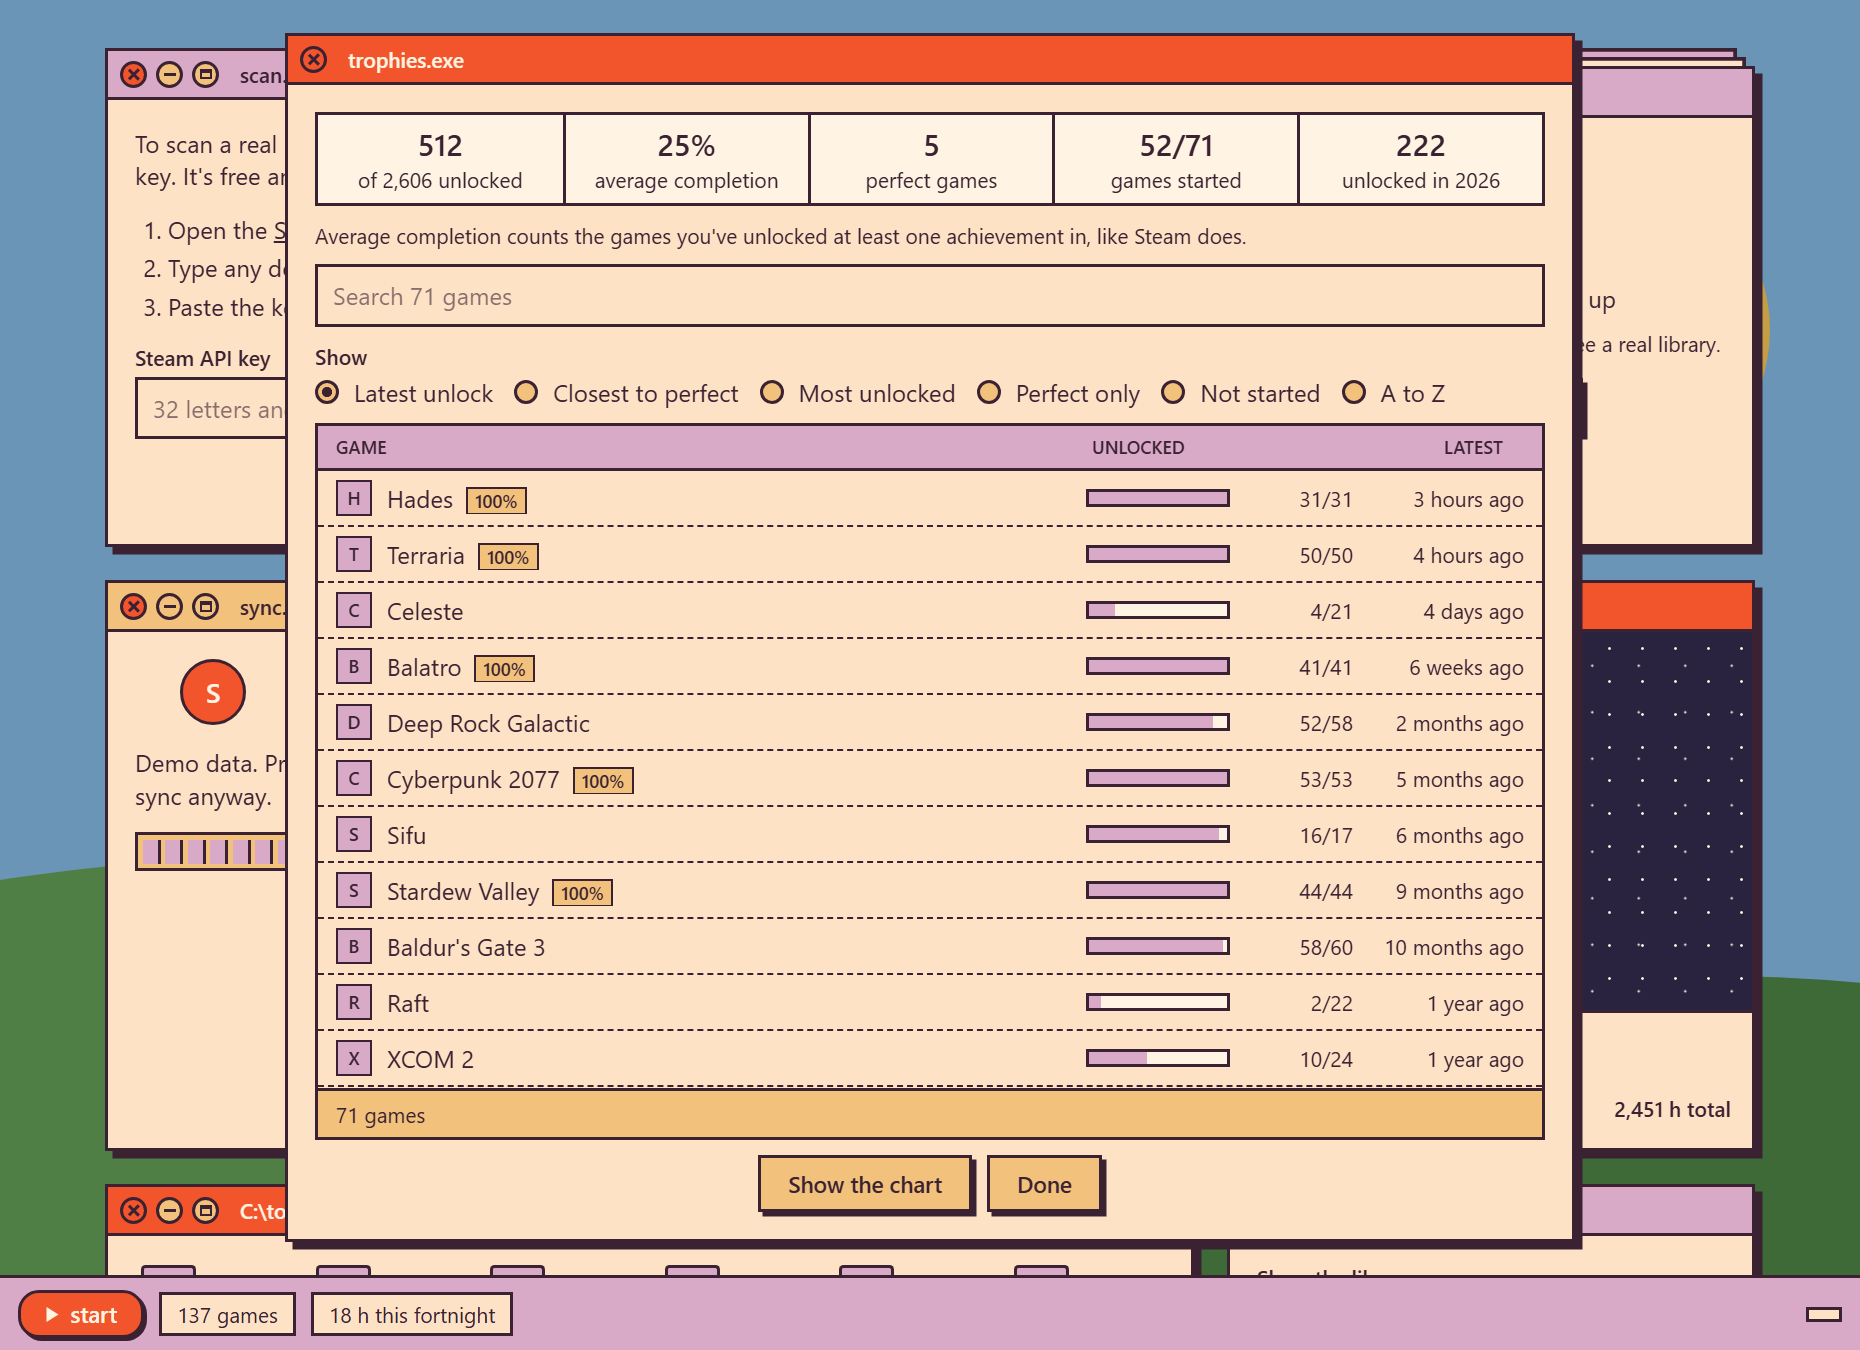 scan.
trophies.exe
To scan a real
key. It's free
1. Open the
2. Type any
3. Paste the
Steam API key
32 letters
512
of 2,606 unlocked
25%
average completion
5
perfect games
52/71
games started
222
unlocked in 2026
Average completion counts the games you've unlocked at least one achievement in, like Steam does.
Search 71 games
Show
Latest unlock
Closest to perfect
Most unlocked
Perfect only
Not started
A to Z
GAME UNLOCKED LATEST
H Hades 100% 31/31 3 hours ago
T Terraria 100% 50/50 4 hours ago
C Celeste 4/21 4 days ago
B Balatro 100% 41/41 6 weeks ago
D Deep Rock Galactic 52/58 2 months ago
C Cyberpunk 2077 100% 53/53 5 months ago
S Sifu 16/17 6 months ago
S Stardew Valley 100% 44/44 9 months ago
B Baldur's Gate 3 58/60 10 months ago
R Raft 2/22 1 year ago
X XCOM 2 10/24 1 year ago
71 games
Show the chart
Done
up
a real library.
sync.
S
Demo data.
sync anyway.
2,451 h total
C:\to
start
137 games
18 h this fortnight